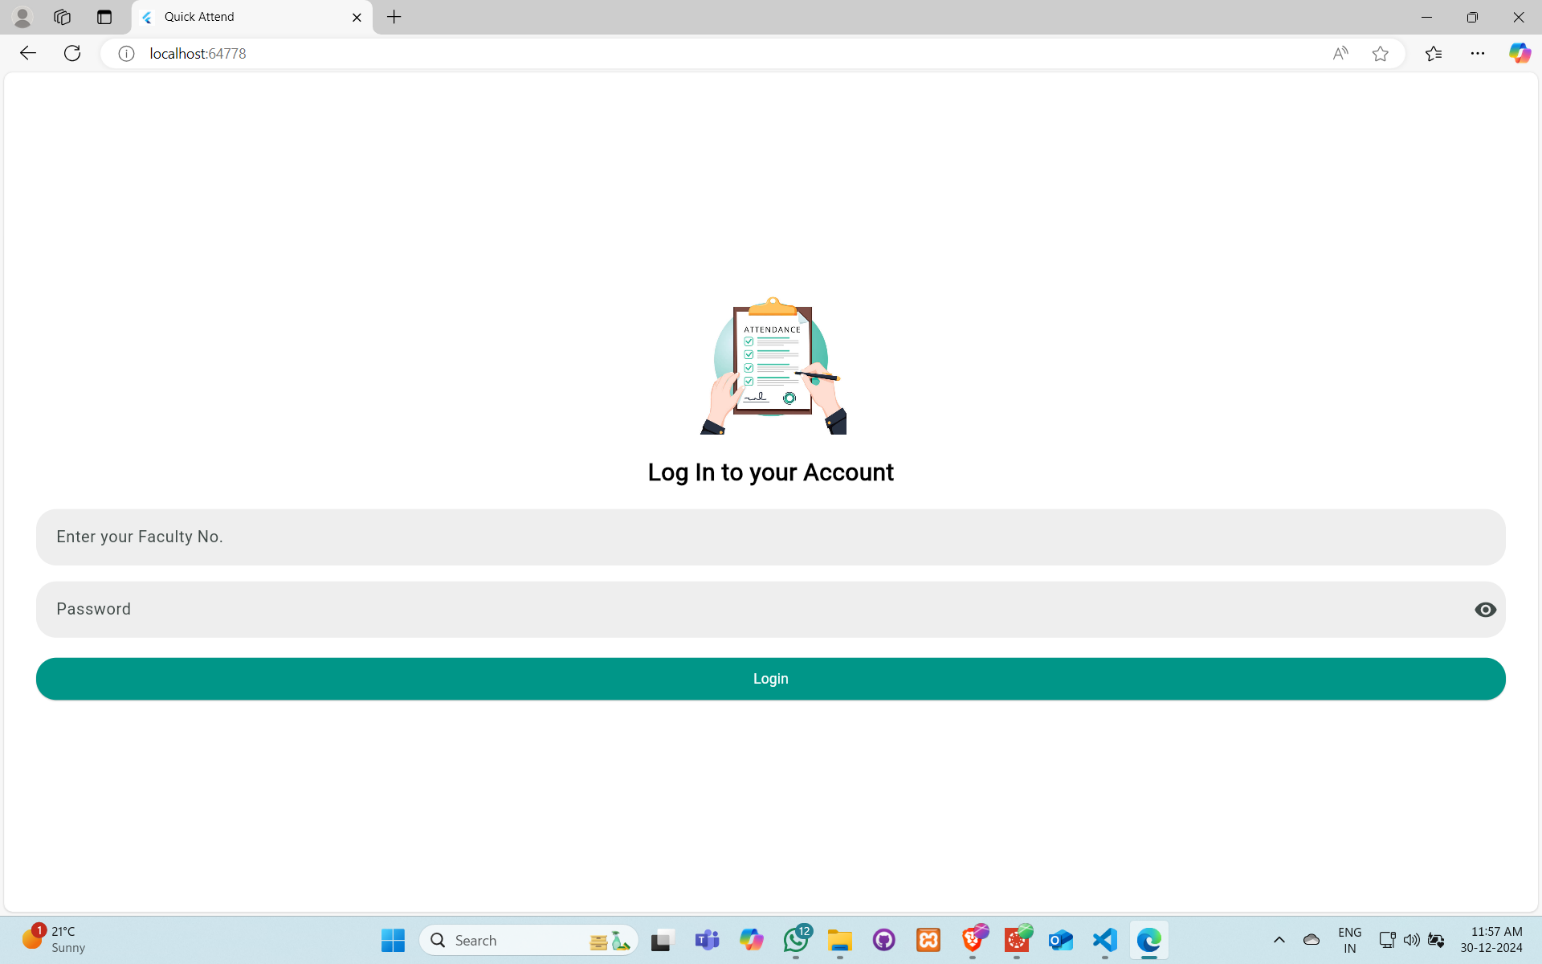 Quick Attend
localhost:64778
ATTENDANCE
Log In to your Account
Enter your Faculty No.
Password
Login
1
21°C
Sunny
Search
12
ENG
IN
11:57 AM
30-12-2024